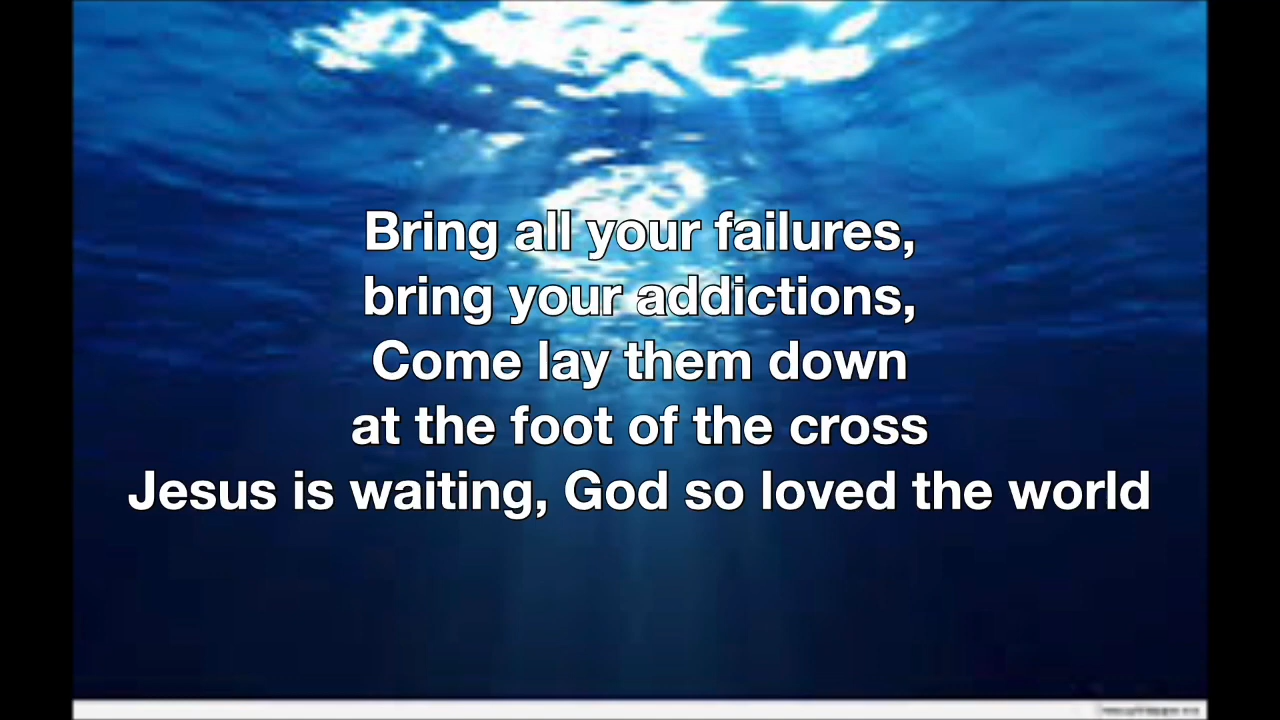 Bring all your failures,
bring your addictions,
Come lay them down
at the foot of the cross
Jesus is waiting, God so loved the world